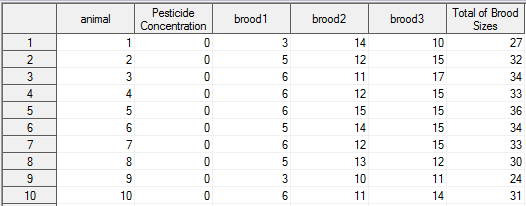 animal Pesticide Concentration brood1 brood2 brood3 Total of Brood Sizes
1 1 0 3 14 10 27
2 2 0 5 12 15 32
3 3 0 6 11 17 34
4 4 0 6 12 15 33
5 5 0 6 15 15 36
6 6 0 5 14 15 34
7 7 0 6 12 15 33
8 8 0 5 13 12 30
9 9 0 3 10 11 24
10 10 0 6 11 14 31